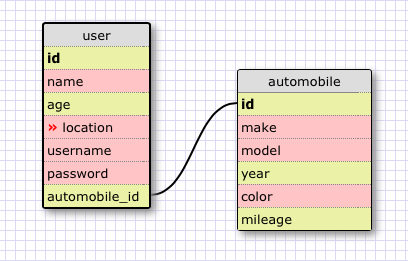 user
id
name
age
» location
username
password
automobile_id
automobile
id
make
model
year
color
mileage